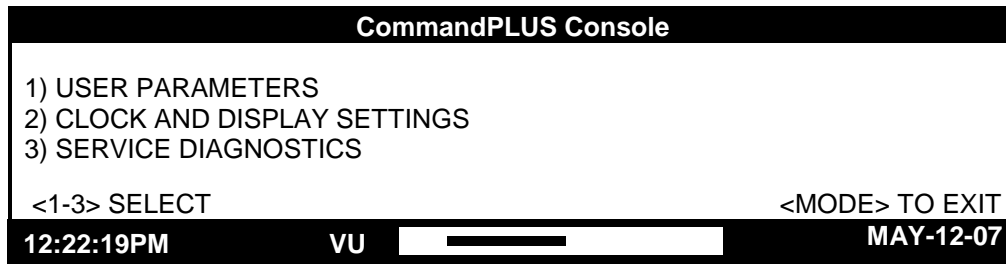 CommandPLUS Console
1) USER PARAMETERS
2) CLOCK AND DISPLAY SETTINGS
3) SERVICE DIAGNOSTICS
<1-3> SELECT <MODE> TO EXIT
12:22:19PM VU MAY-12-07